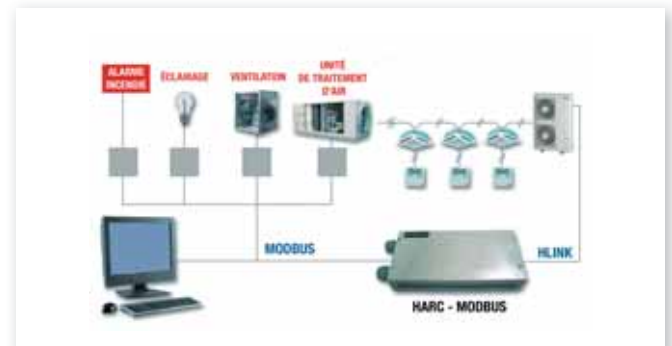 ALARME
INCENDIE
ÉCLAIRAGE
VENTILATION
UNITÉ
DE TRAITEMENT
D'AIR
MODBUS
HLINK
HARC - MODBUS